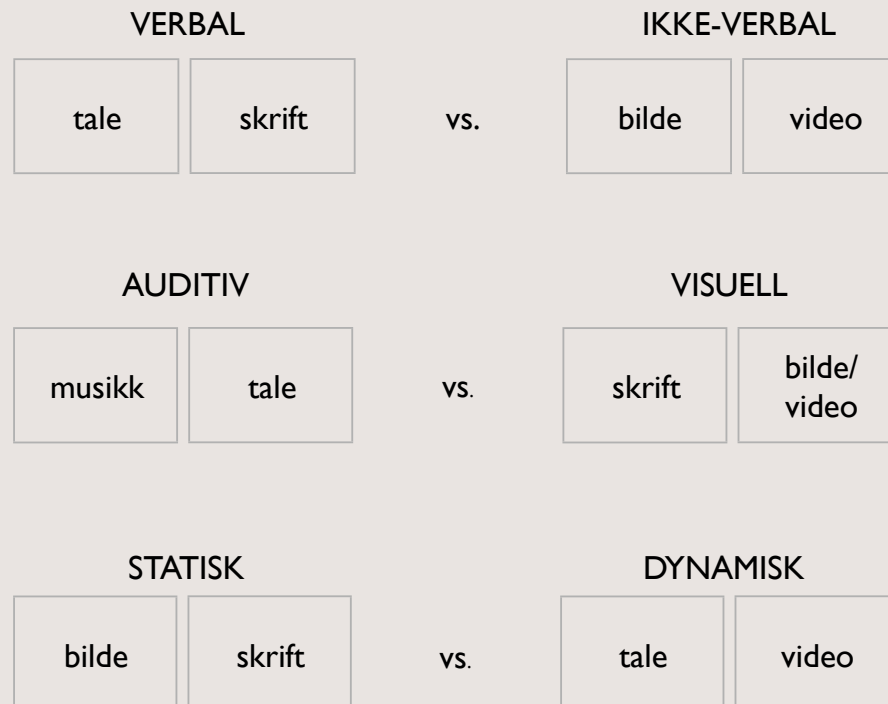 VERBAL IKKE-VERBAL
tale skrift vs. bilde video
AUDITIV VISUELL
musikk tale vs. skrift bilde/
video
STATISK DYNAMISK
bilde skrift vs. tale video